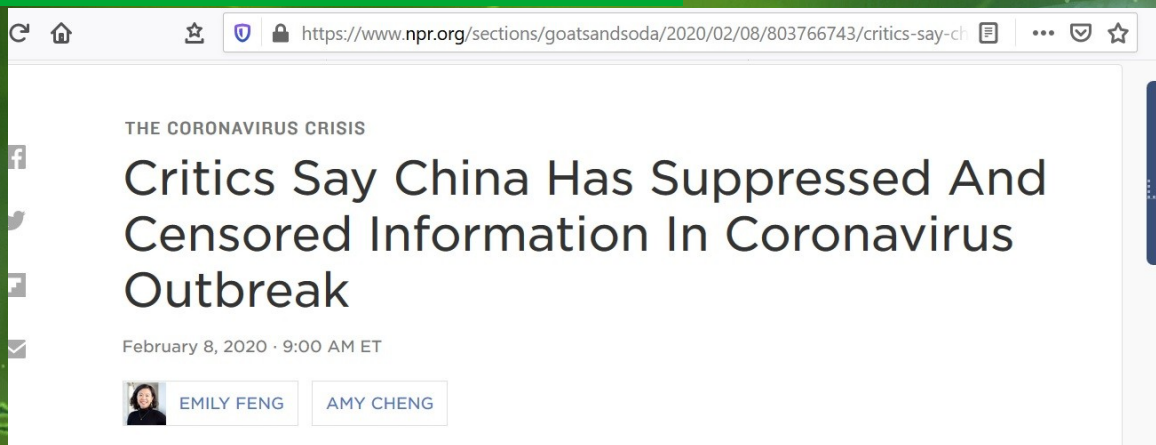 https://www.npr.org/sections/goatsandsoda/2020/02/08/803766743/critics-say-ch
THE CORONAVIRUS CRISIS
Critics Say China Has Suppressed And
Censored Information In Coronavirus
Outbreak
February 8, 2020 · 9:00 AM ET
EMILY FENG AMY CHENG